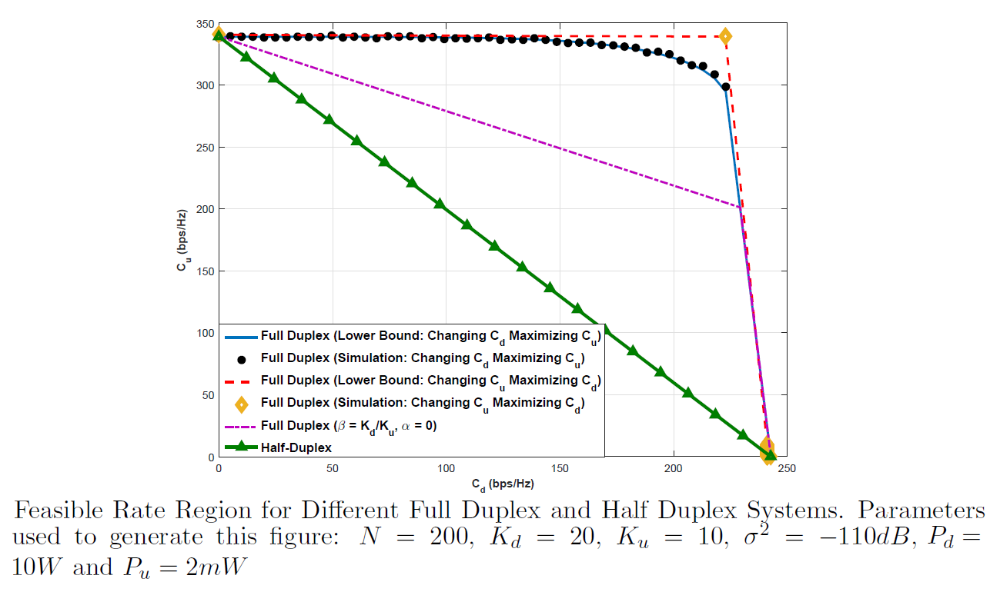 350
300
250
200
150
100
50
0
C_u (bps/Hz)
Full Duplex (Lower Bound: Changing C_d Maximizing C_u)
Full Duplex (Simulation: Changing C_d Maximizing C_u)
Full Duplex (Lower Bound: Changing C_u Maximizing C_d)
Full Duplex (Simulation: Changing C_u Maximizing C_d)
Full Duplex (β = K_d/K_u, α = 0)
Half-Duplex
0 50 100 150 200 250
C_d (bps/Hz)
Feasible Rate Region for Different Full Duplex and Half Duplex Systems. Parameters
used to generate this figure: N = 200, K_d = 20, K_u = 10, σ² = −110dB, P_d =
10W and P_u = 2mW